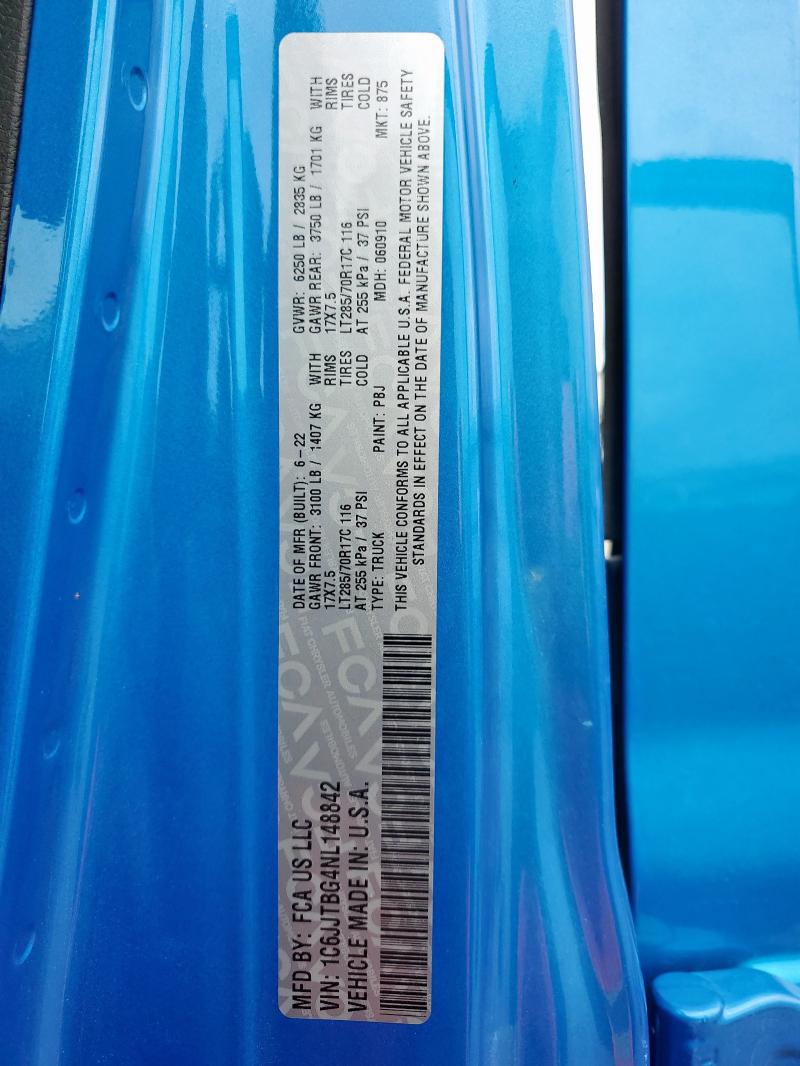 MFD BY: FCA US LLC
VIN: 1C6JJTBG4NL148842
VEHICLE MADE IN: U.S.A.
DATE OF MFR (BUILT): 6-22 GVWR: 6250 LB / 2835 KG
GAWR FRONT: 3100 LB / 1407 KG WITH GAWR REAR: 3750 LB / 1701 KG WITH
17X7.5 RIMS 17X7.5 RIMS
LT285/70R17C 116 TIRES LT285/70R17C 116 TIRES
AT 255 kPa / 37 PSI COLD AT 255 kPa / 37 PSI COLD
TYPE: TRUCK PAINT: PBJ MDH: 060910 MKT: 875
THIS VEHICLE CONFORMS TO ALL APPLICABLE U.S.A. FEDERAL MOTOR VEHICLE SAFETY
STANDARDS IN EFFECT ON THE DATE OF MANUFACTURE SHOWN ABOVE.